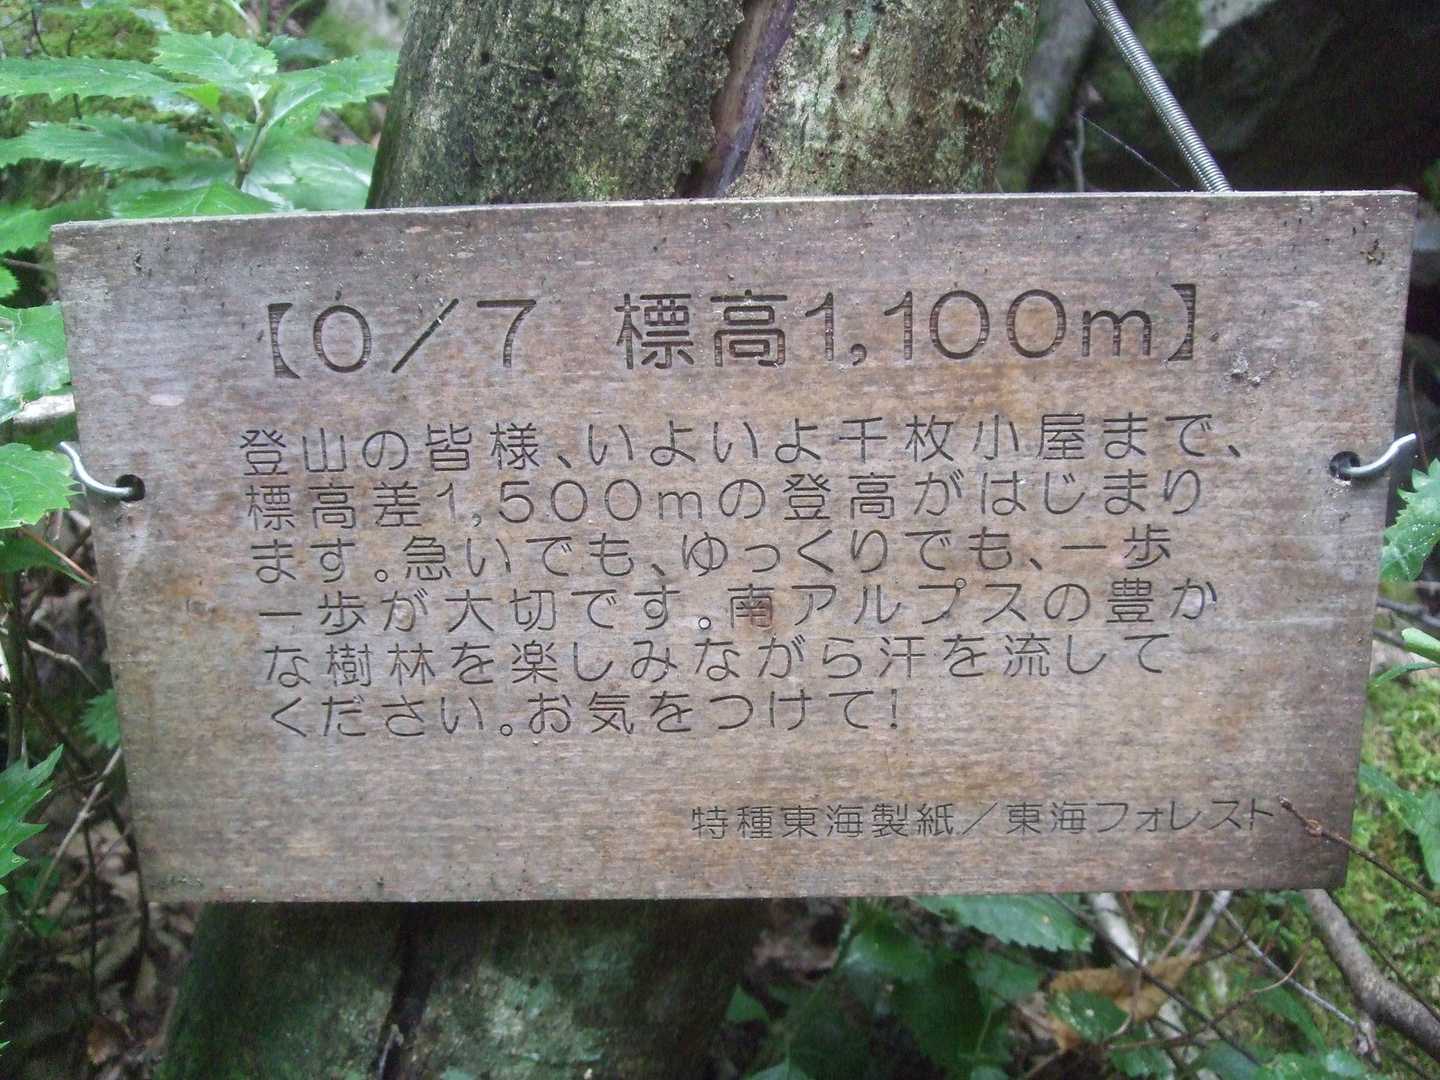 【0／7　標高1,100m】
登山の皆様、いよいよ千枚小屋まで、
標高差1,500mの登高がはじまり
ます。急いでも、ゆっくりでも、一歩
一歩が大切です。南アルプスの豊か
な樹林を楽しみながら汗を流して
ください。お気をつけて!
特種東海製紙／東海フォレスト